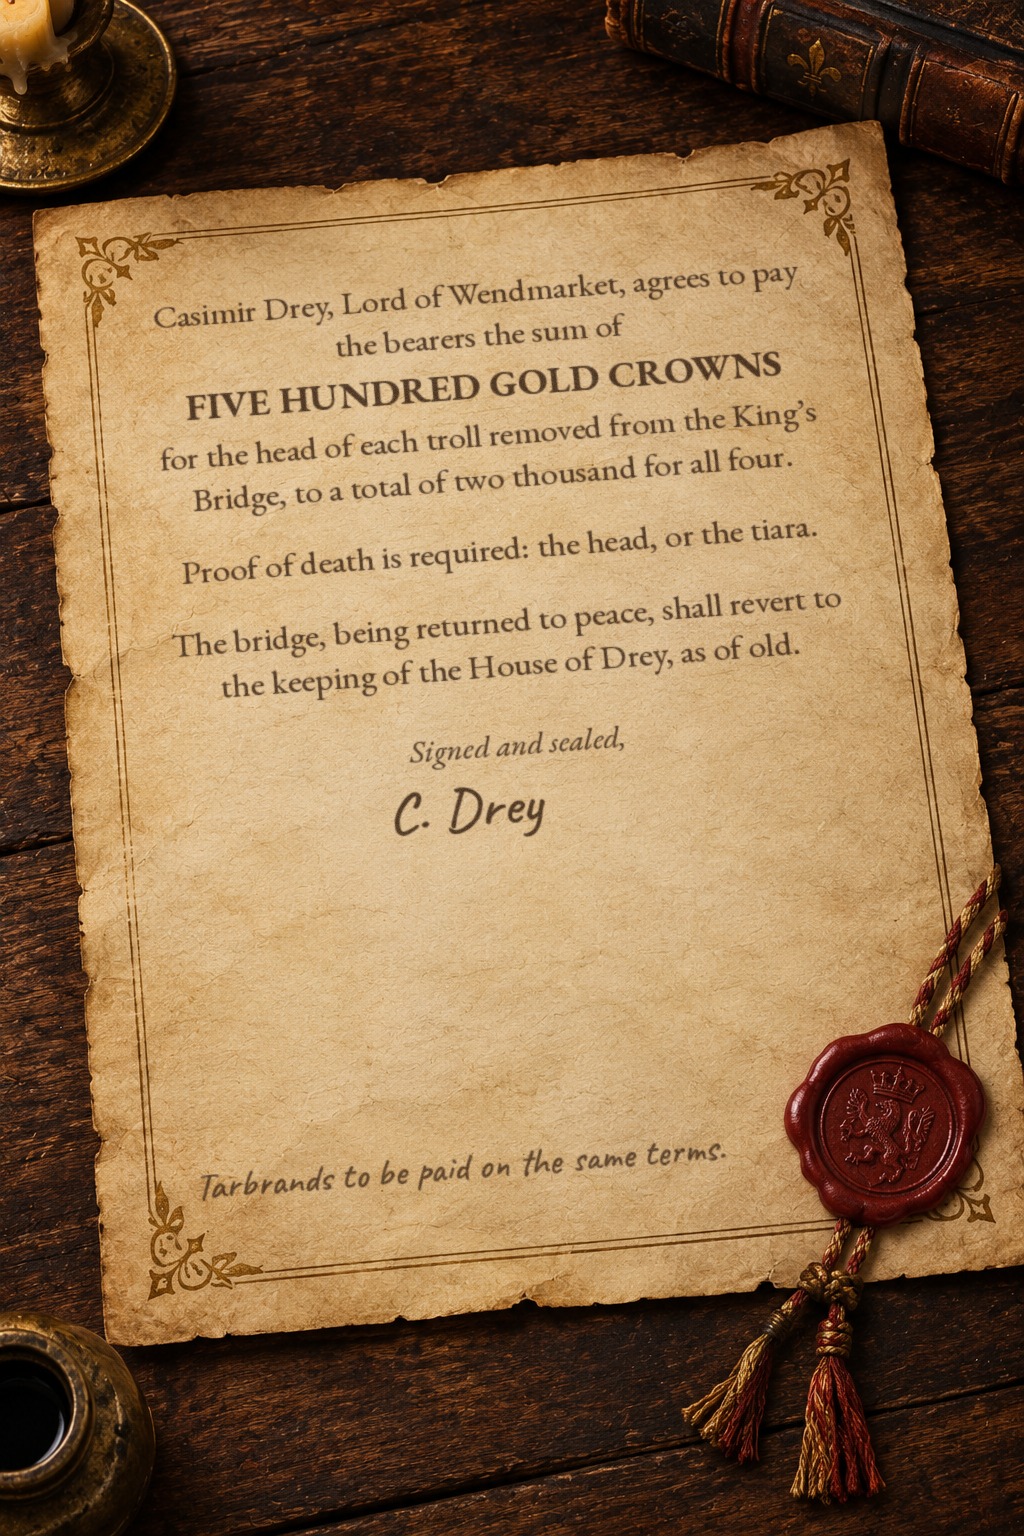 Casimir Drey, Lord of Wendmarket, agrees to pay
the bearers the sum of
FIVE HUNDRED GOLD CROWNS
for the head of each troll removed from the King's
Bridge, to a total of two thousand for all four.
Proof of death is required: the head, or the tiara.
The bridge, being returned to peace, shall revert to
the keeping of the House of Drey, as of old.
Signed and sealed,
C. Drey
Tarbrands to be paid on the same terms.